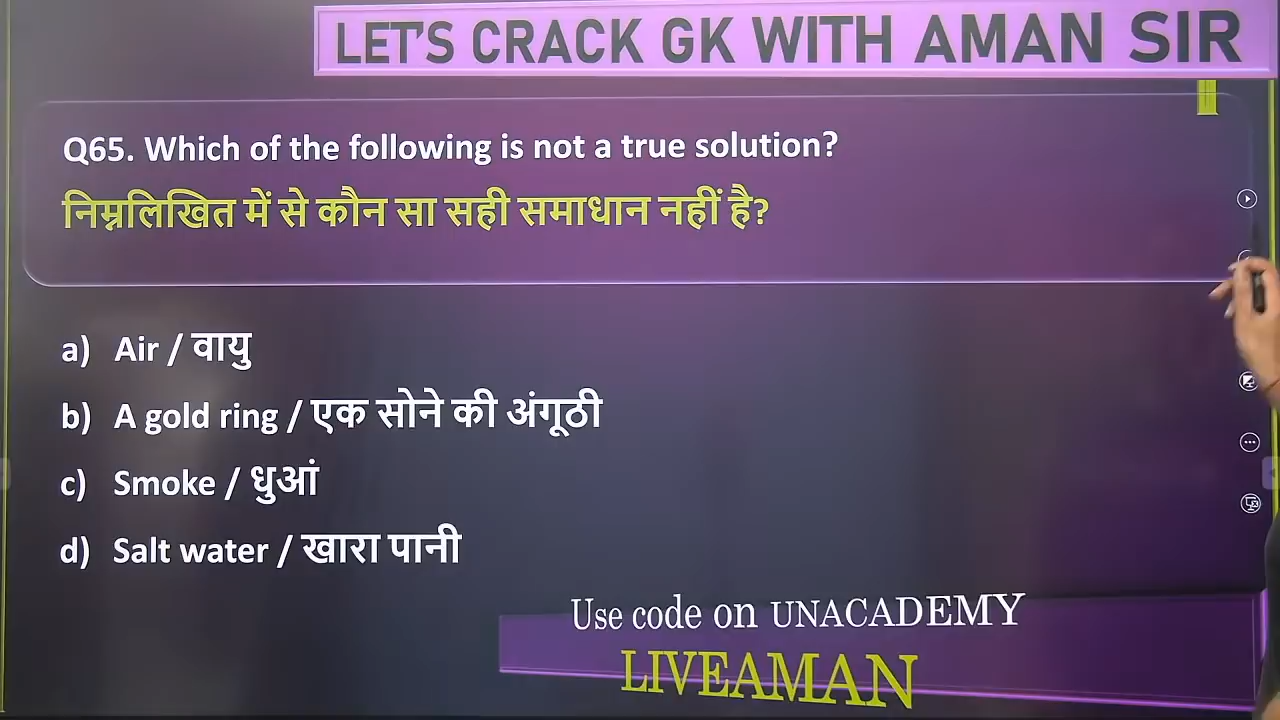 LET'S CRACK GK WITH AMAN SIR
Q65. Which of the following is not a true solution?
निम्नलिखित में से कौन सा सही समाधान नहीं है?
a) Air / वायु
b) A gold ring / एक सोने की अंगूठी
c) Smoke / धुआं
d) Salt water / खारा पानी
Use code on UNACADEMY
LIVEAMAN